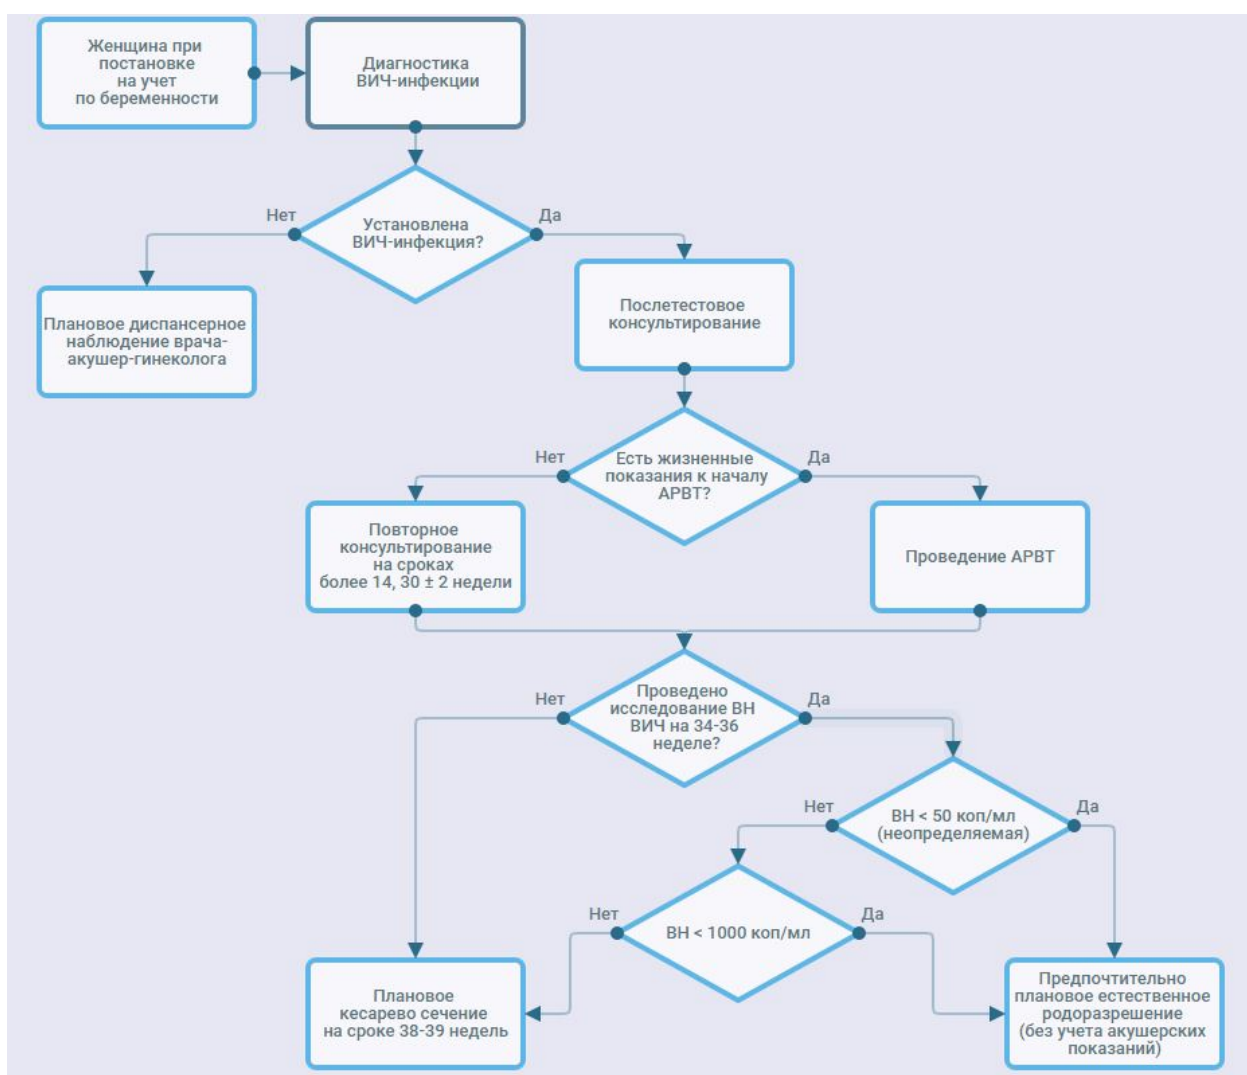 Женщина при
постановке
на учет
по беременности
Диагностика
ВИЧ-инфекции
Установлена
ВИЧ-инфекция?
Нет
Да
Плановое диспансерное
наблюдение врача-
акушер-гинеколога
Послетестовое
консультирование
Есть жизненные
показания к началу
АРВТ?
Нет
Да
Повторное
консультирование
на сроках
более 14, 30 ± 2 недели
Проведение АРВТ
Проведено
исследование ВН
ВИЧ на 34-36
неделе?
Нет
Да
ВН < 50 коп/мл
(неопределяемая)
Нет
Да
ВН < 1000 коп/мл
Нет
Да
Плановое
кесарево сечение
на сроке 38-39 недель
Предпочтительно
плановое естественное
родоразрешение
(без учета акушерских
показаний)